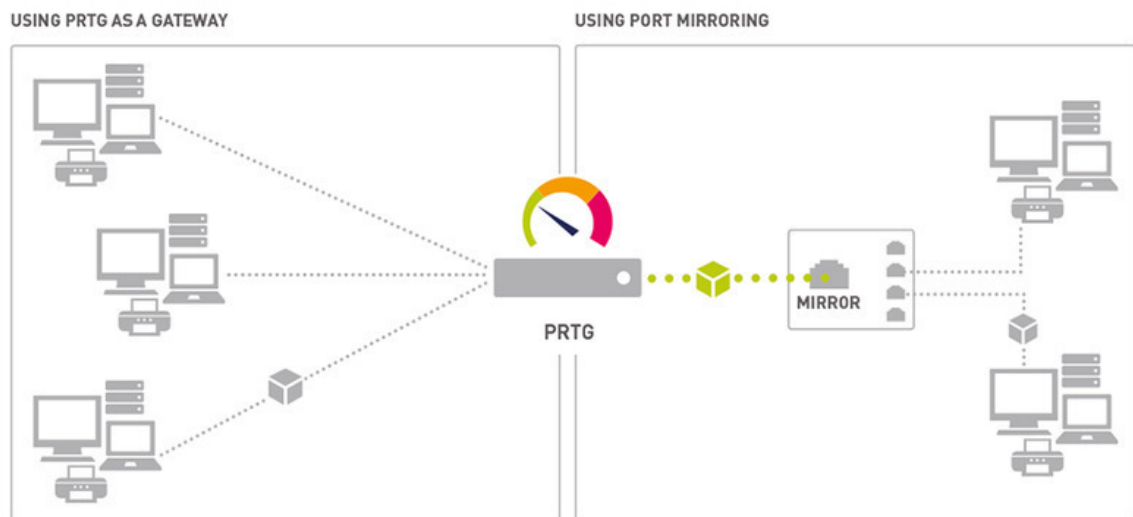 USING PRTG AS A GATEWAY
USING PORT MIRRORING
MIRROR
PRTG